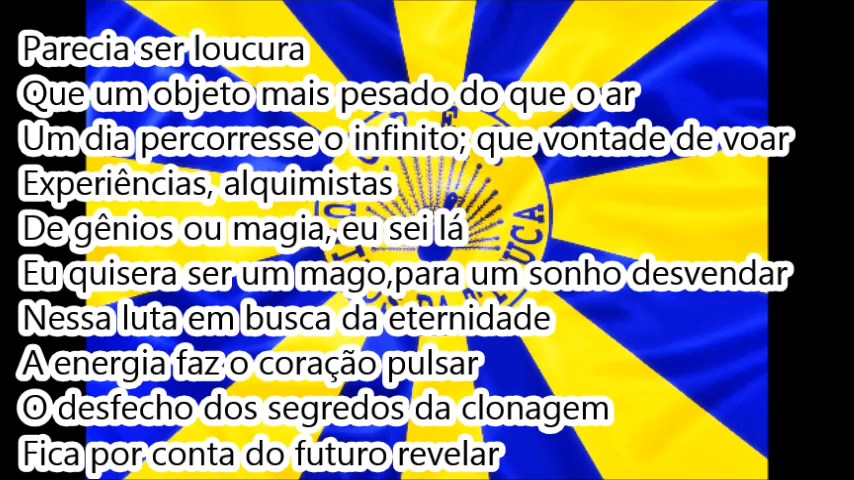 Parecia ser loucura
Que um objeto mais pesado do que o ar
Um dia percorresse o infinito; que vontade de voar
Experiências, alquimistas
De gênios ou magia, eu sei lá
Eu quisera ser um mago,para um sonho desvendar
Nessa luta em busca da eternidade
A energia faz o coração pulsar
O desfecho dos segredos da clonagem
Fica por conta do futuro revelar